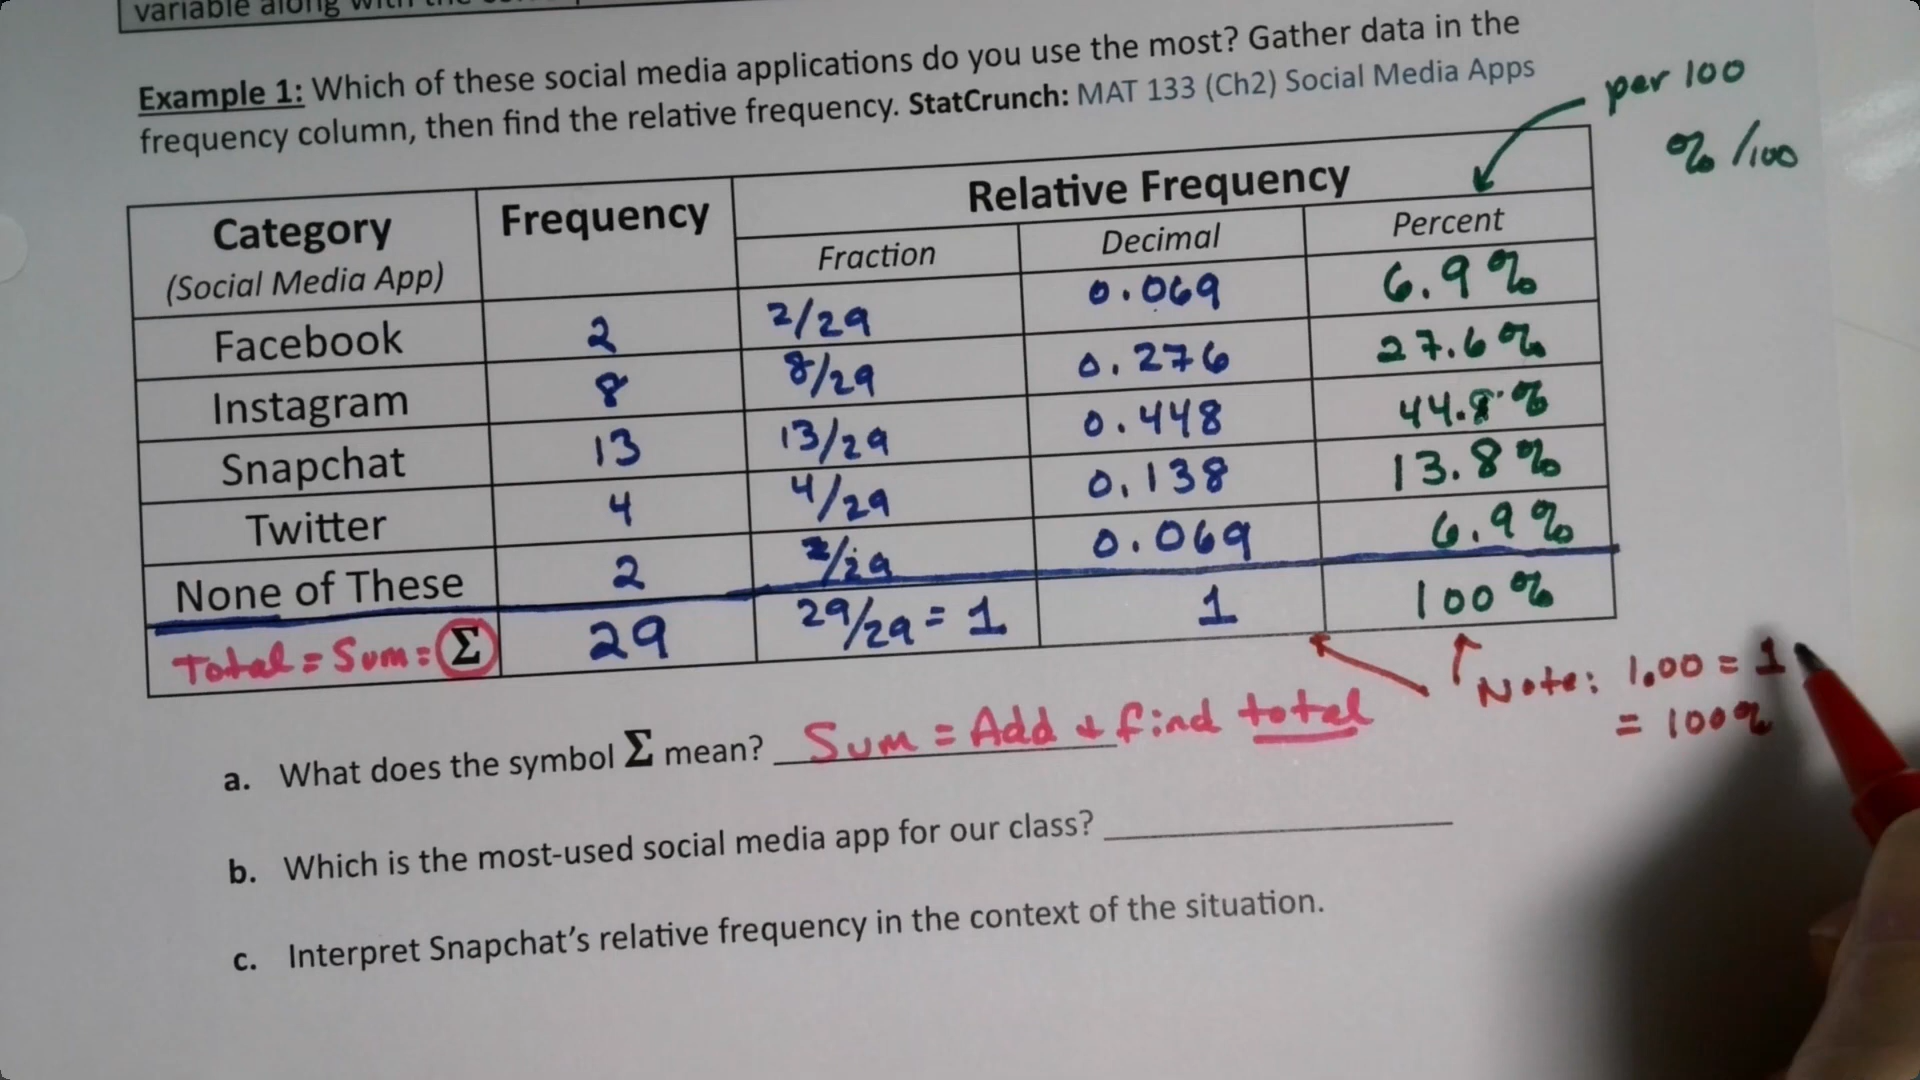 variable along with the
Example 1: Which of these social media applications do you use the most? Gather data in the
frequency column, then find the relative frequency. StatCrunch: MAT 133 (Ch2) Social Media Apps
per 100
% /100
Category
(Social Media App)
Frequency
Relative Frequency
Fraction
Decimal
Percent
Facebook 2 2/29 0.069 6.9%
Instagram 8 8/29 0.276 27.6%
Snapchat 13 13/29 0.448 44.8%
Twitter 4 4/29 0.138 13.8%
None of These 2 2/29 0.069 6.9%
Total = Sum = Σ 29 29/29 = 1 1 100%
Note: 1.00 = 1
= 100%
a. What does the symbol Σ mean? Sum = Add & find total
b. Which is the most-used social media app for our class?
c. Interpret Snapchat's relative frequency in the context of the situation.